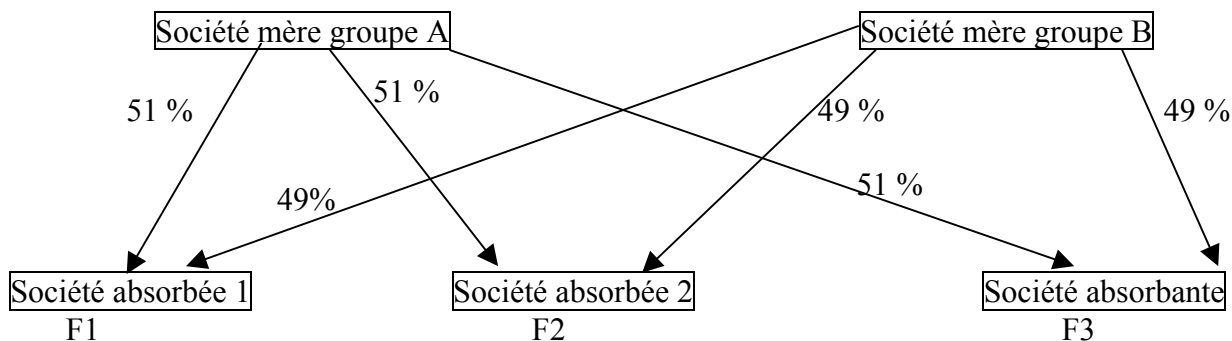 Société mère groupe A
Société mère groupe B
51 %
51 %
49 %
49 %
49%
51 %
Société absorbée 1
Société absorbée 2
Société absorbante
F1
F2
F3